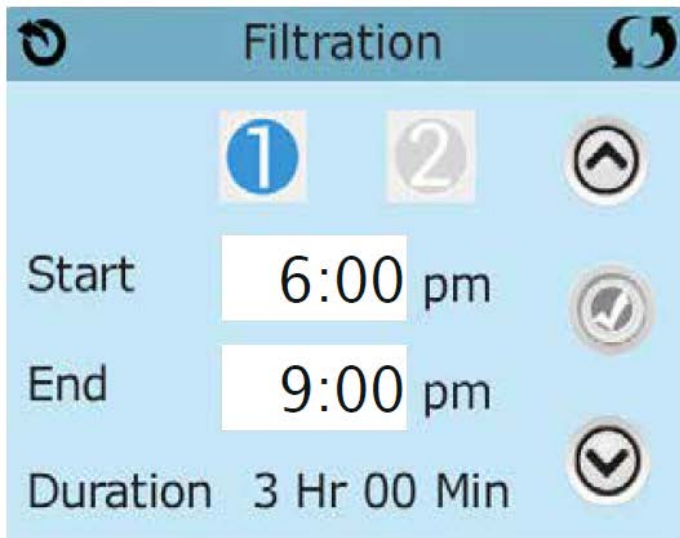 Filtration
1 2
Start 6:00 pm
End 9:00 pm
Duration 3 Hr 00 Min